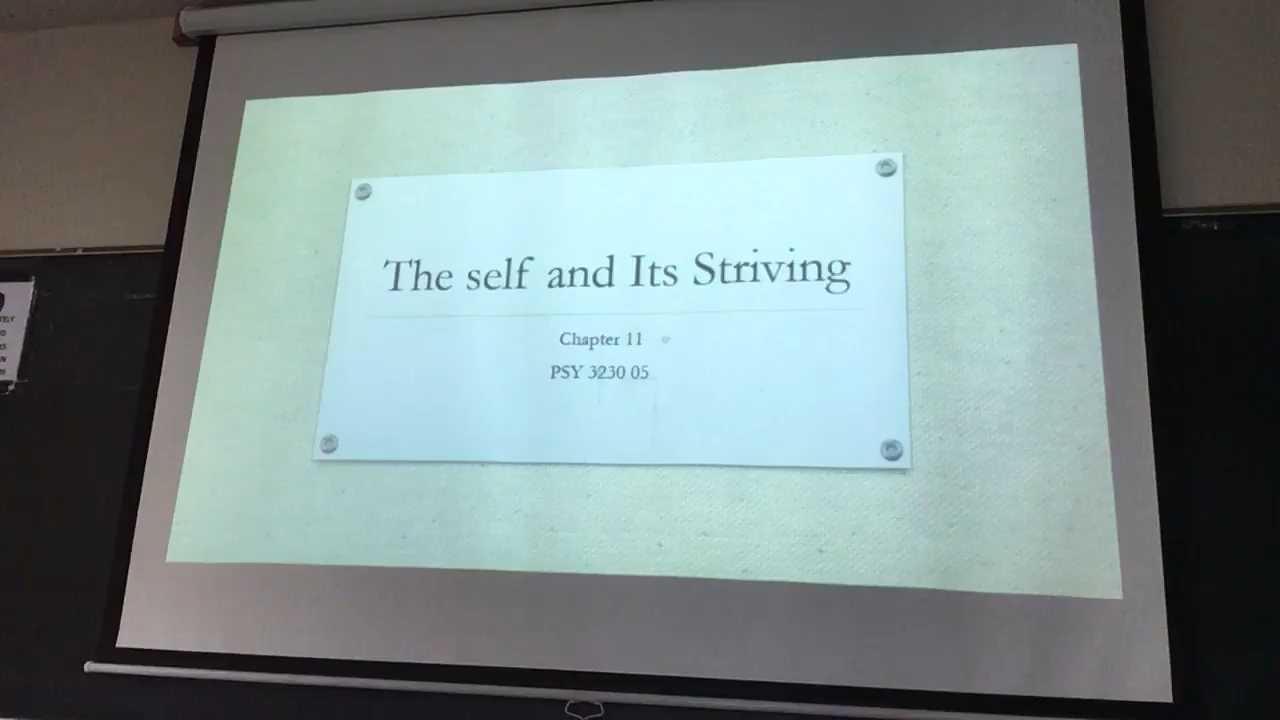 The self and Its Striving
Chapter 11
PSY 3230 05